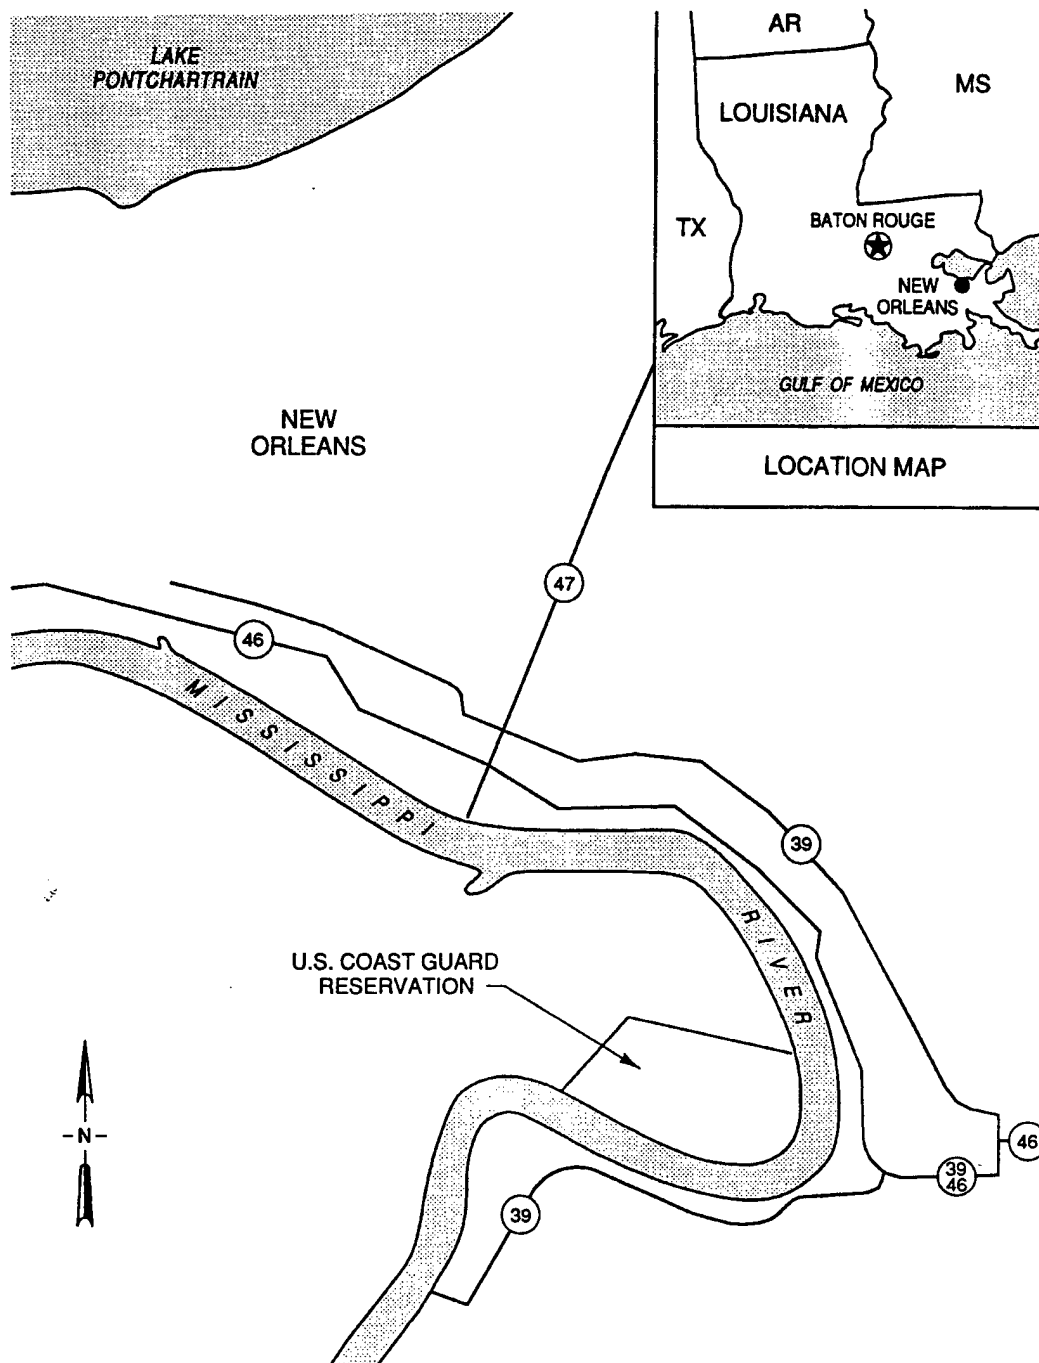 LAKE
PONTCHARTRAIN
AR
MS
LOUISIANA
TX
BATON ROUGE
NEW
ORLEANS
GULF OF MEXICO
LOCATION MAP
NEW
ORLEANS
47
46
MISSISSIPPI
39
RIVER
U.S. COAST GUARD
RESERVATION
-N-
46
39
46
39